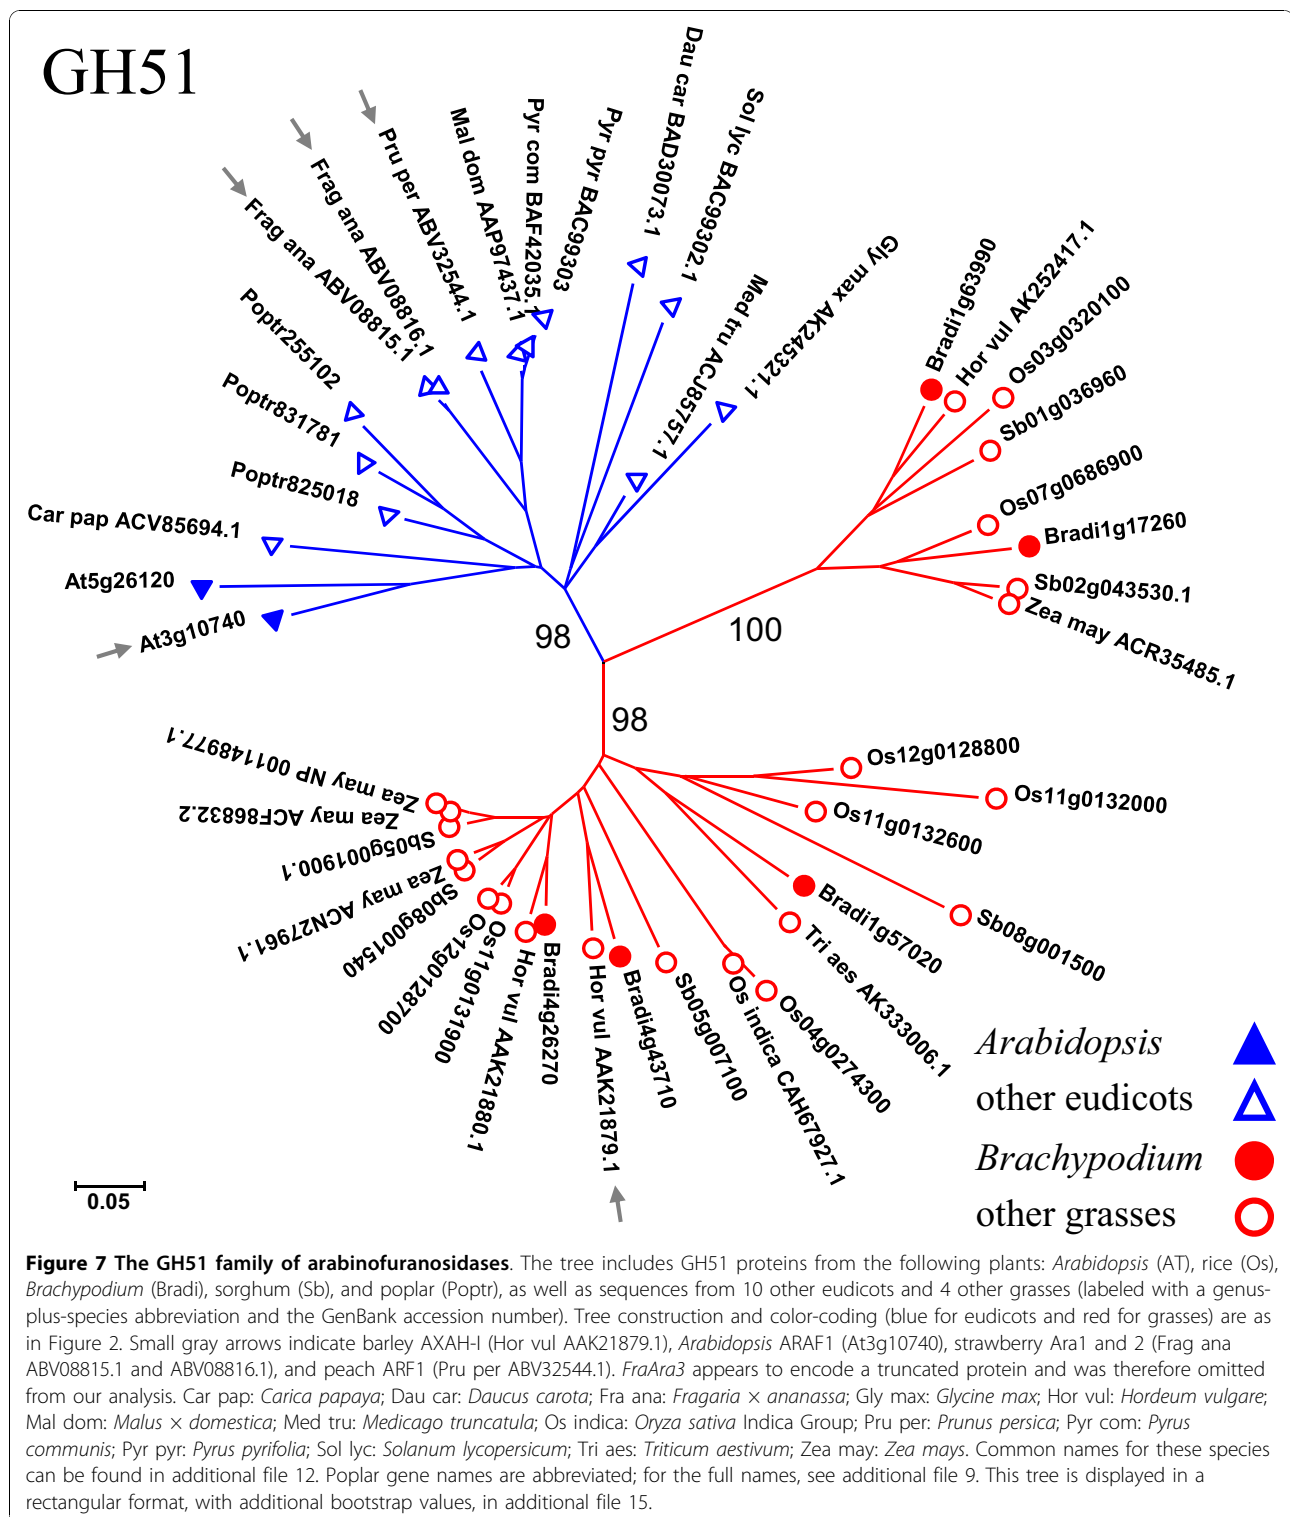 GH51
Dau car BAD30073.1
Sol lyc BAC99302.1
Pyr pyr BAC99303
Pyr com BAF42035.1
Mal dom AAP97437.1
Pru per ABV32544.1
Frag ana ABV08816.1
Frag ana ABV08815.1
Poptr255102
Poptr831781
Poptr825018
Car pap ACV85694.1
At5g26120
At3g10740
Med tru ACJ85757.1
Gly max AK245321.1
Bradi1g63990
Hor vul AK252417.1
Os03g0320100
Sb01g036960
Os07g0686900
Bradi1g17260
Sb02g043530.1
Zea may ACR35485.1
98
100
98
Os12g0128800
Os11g0132000
Os11g0132600
Sb08g001500
Bradi1g57020
Tri aes AK333006.1
Os04g0274300
Os indica CAH67927.1
Sb05g007100
Bradi4g43710
Hor vul AAK21879.1
Bradi4g26270
Hor vul AAK21880.1
Os11g0131900
Os12g0128700
Sb08g001540
Zea may ACN27961.1
Sb05g001900.1
Zea may ACF86832.2
Zea may NP 001148977.1
Arabidopsis
other eudicots
Brachypodium
other grasses
0.05
Figure 7 The GH51 family of arabinofuranosidases. The tree includes GH51 proteins from the following plants: Arabidopsis (AT), rice (Os),
Brachypodium (Bradi), sorghum (Sb), and poplar (Poptr), as well as sequences from 10 other eudicots and 4 other grasses (labeled with a genus-
plus-species abbreviation and the GenBank accession number). Tree construction and color-coding (blue for eudicots and red for grasses) are as
in Figure 2. Small gray arrows indicate barley AXAH-I (Hor vul AAK21879.1), Arabidopsis ARAF1 (At3g10740), strawberry Ara1 and 2 (Frag ana
ABV08815.1 and ABV08816.1), and peach ARF1 (Pru per ABV32544.1). FraAra3 appears to encode a truncated protein and was therefore omitted
from our analysis. Car pap: Carica papaya; Dau car: Daucus carota; Fra ana: Fragaria × ananassa; Gly max: Glycine max; Hor vul: Hordeum vulgare;
Mal dom: Malus × domestica; Med tru: Medicago truncatula; Os indica: Oryza sativa Indica Group; Pru per: Prunus persica; Pyr com: Pyrus
communis; Pyr pyr: Pyrus pyrifolia; Sol lyc: Solanum lycopersicum; Tri aes: Triticum aestivum; Zea may: Zea mays. Common names for these species
can be found in additional file 12. Poplar gene names are abbreviated; for the full names, see additional file 9. This tree is displayed in a
rectangular format, with additional bootstrap values, in additional file 15.